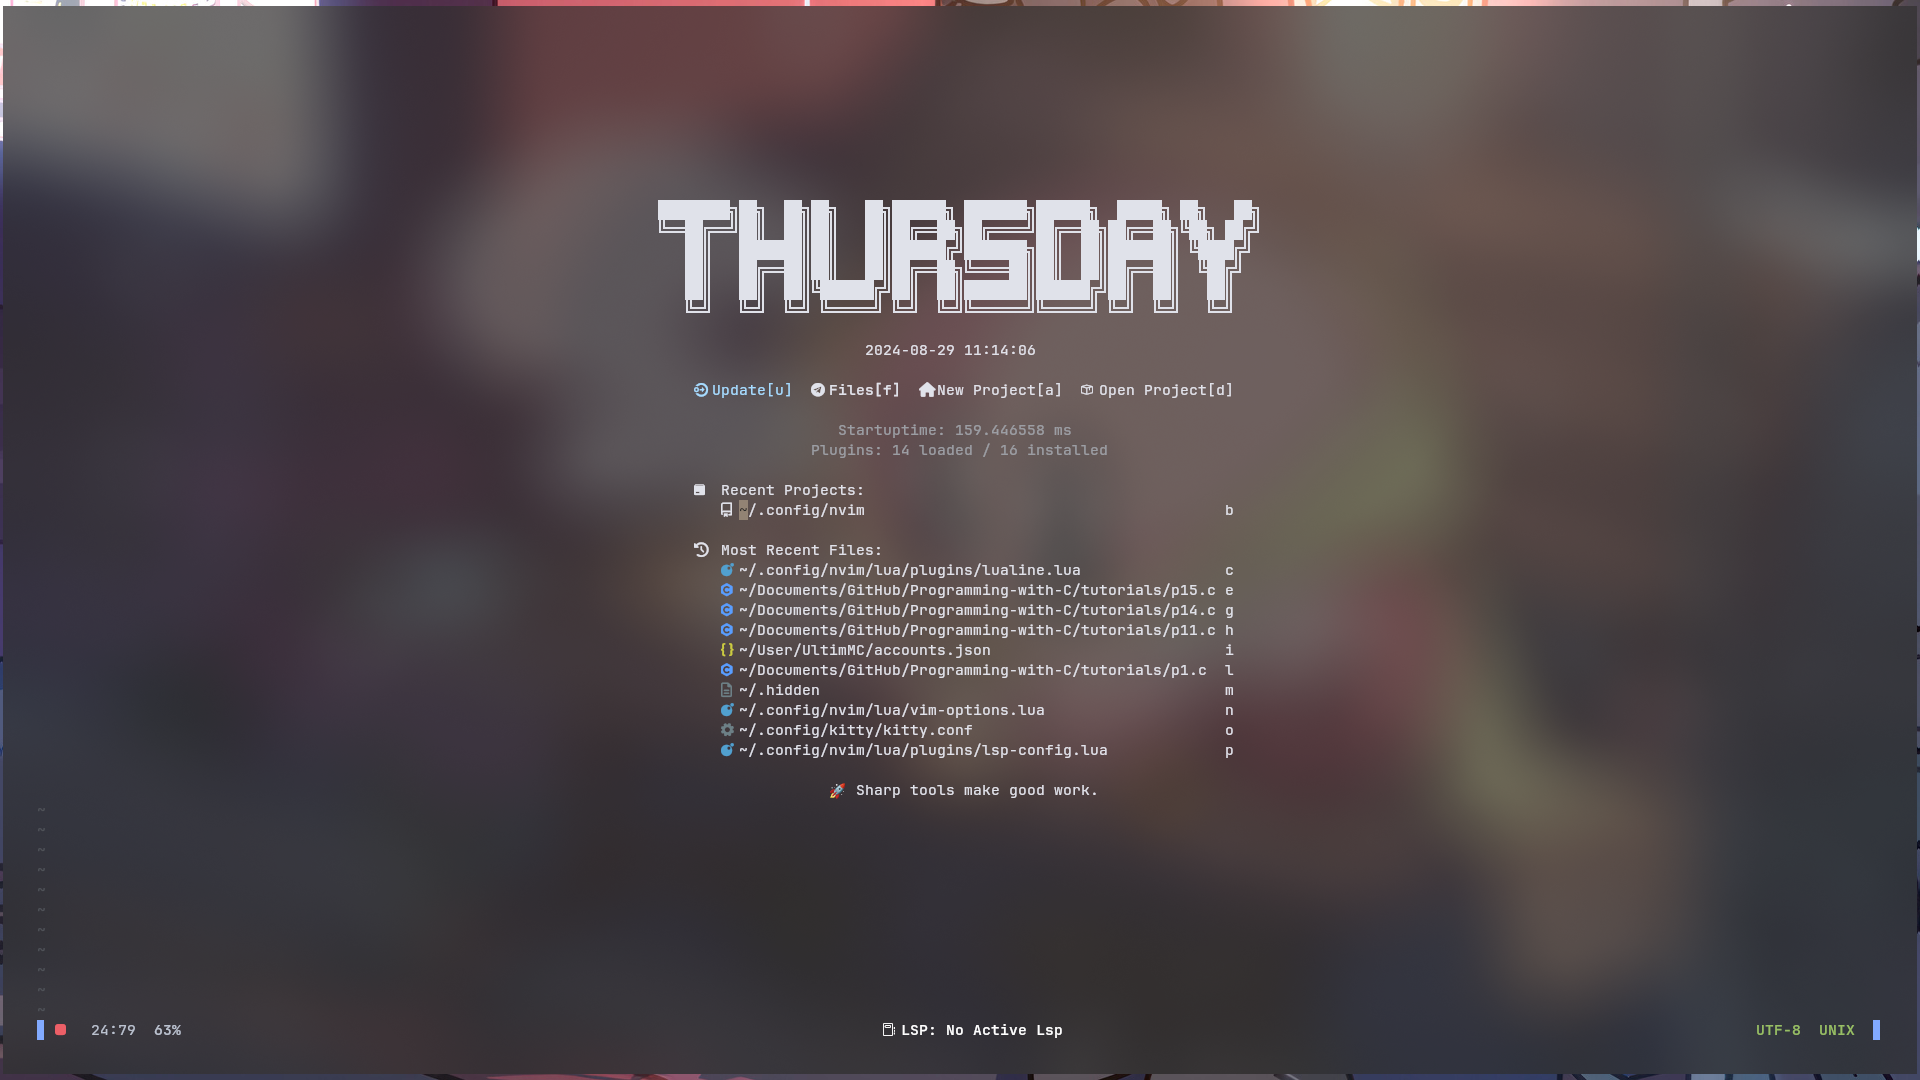 THURSDAY
2024-08-29 11:14:06
Update[u] Files[f] New Project[a] Open Project[d]
Startuptime: 159.446558 ms
Plugins: 14 loaded / 16 installed
Recent Projects:
~/.config/nvim b
Most Recent Files:
~/.config/nvim/lua/plugins/lualine.lua c
~/Documents/GitHub/Programming-with-C/tutorials/p15.c e
~/Documents/GitHub/Programming-with-C/tutorials/p14.c g
~/Documents/GitHub/Programming-with-C/tutorials/p11.c h
~/User/UltimMC/accounts.json i
~/Documents/GitHub/Programming-with-C/tutorials/p1.c l
~/.hidden m
~/.config/nvim/lua/vim-options.lua n
~/.config/kitty/kitty.conf o
~/.config/nvim/lua/plugins/lsp-config.lua p
🚀 Sharp tools make good work.
~
~
~
~
~
~
~
~
~
~
~
24:79 63% LSP: No Active Lsp UTF-8 UNIX